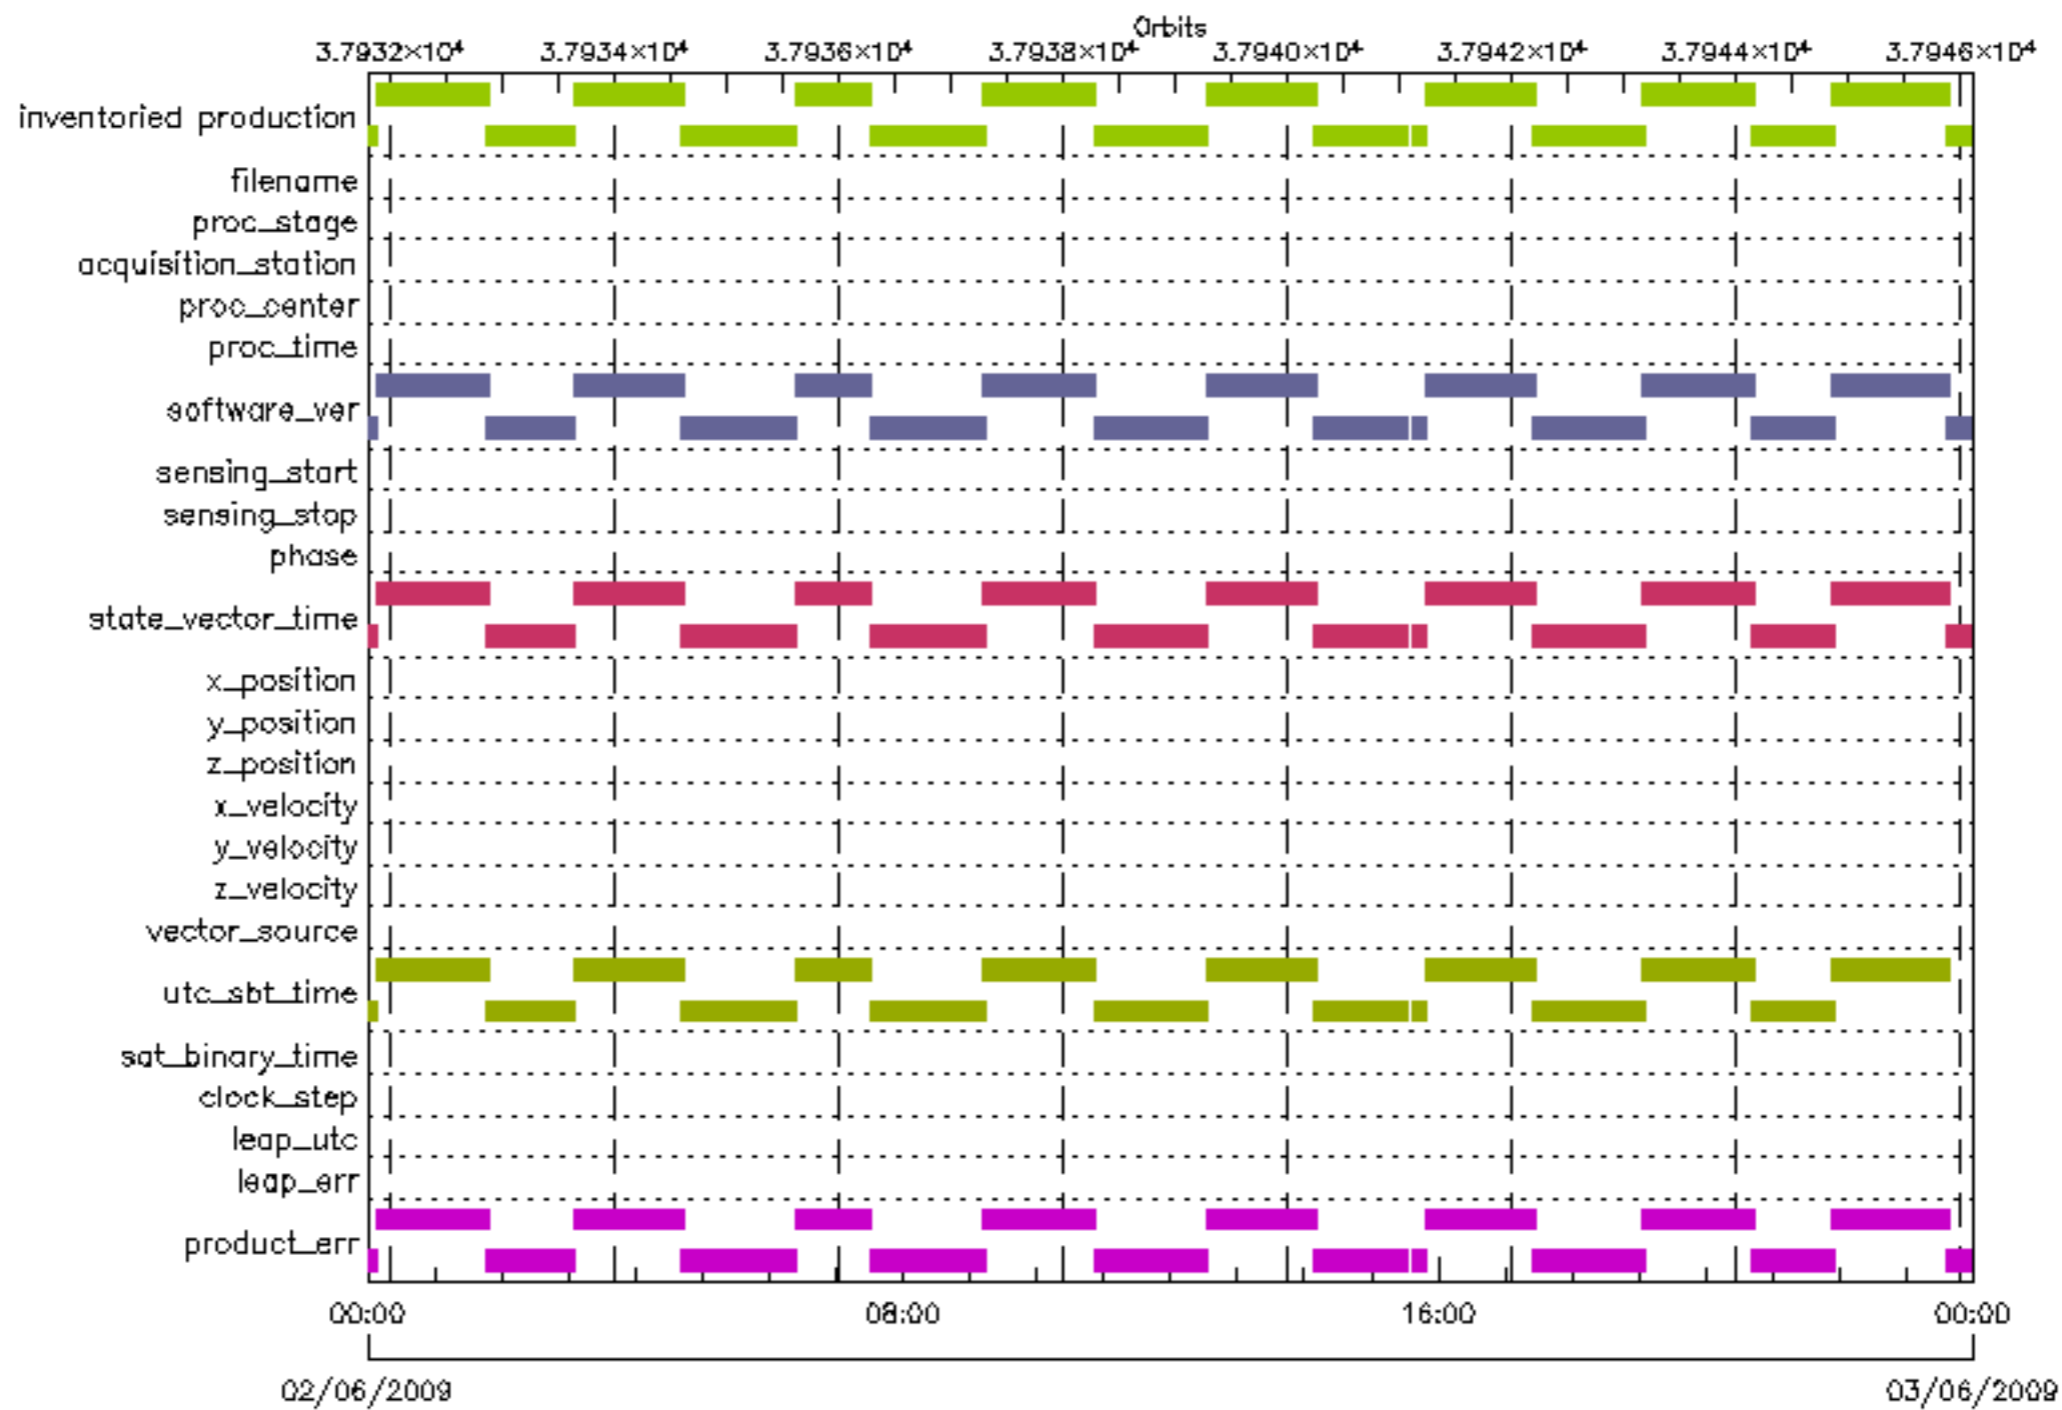 Orbits
3.7932×10⁴ 3.7934×10⁴ 3.7936×10⁴ 3.7938×10⁴ 3.7940×10⁴ 3.7942×10⁴ 3.7944×10⁴ 3.7946×10⁴
inventoried production
filename
proc_stage
acquisition_station
proc_center
proc_time
software_ver
sensing_start
sensing_stop
phase
state_vector_time
x_position
y_position
z_position
x_velocity
y_velocity
z_velocity
vector_source
utc_sbt_time
sat_binary_time
clock_step
leap_utc
leap_err
product_err
00:00 08:00 16:00 00:00
02/06/2009 03/06/2009